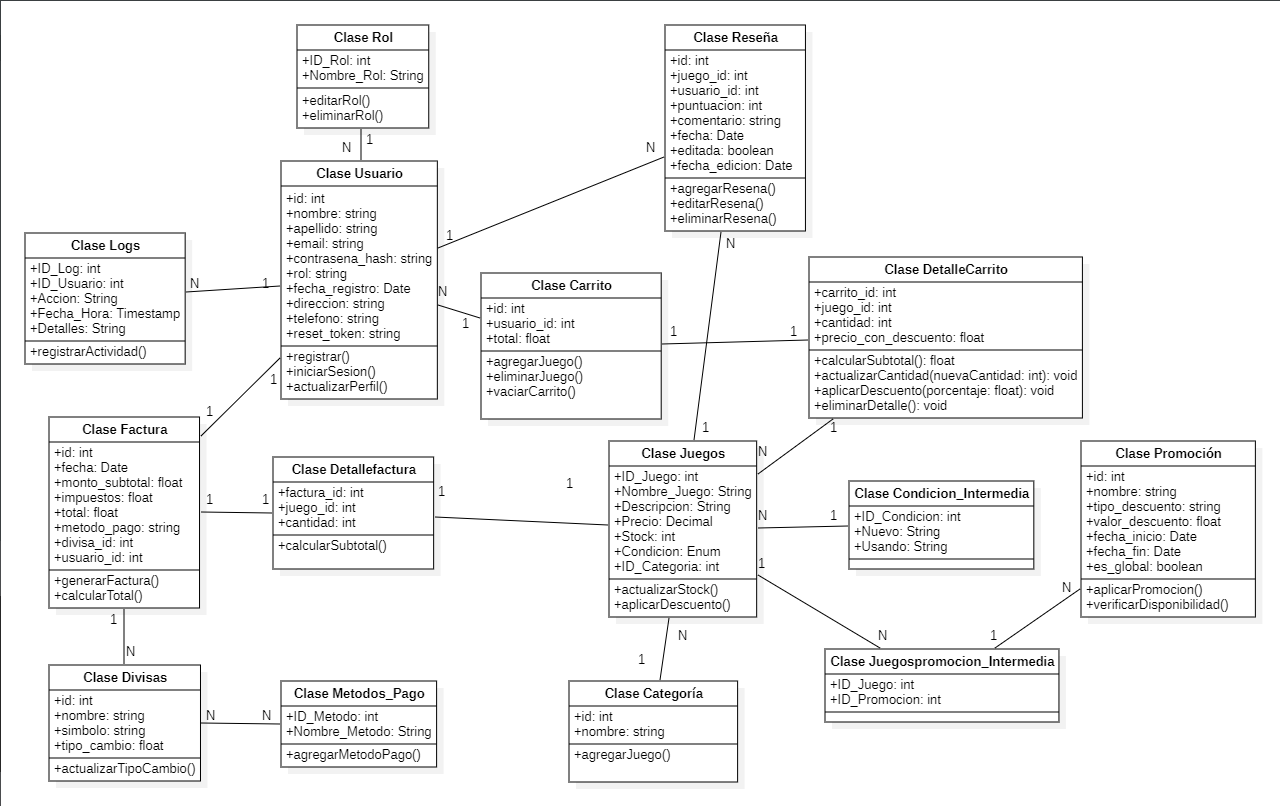 Clase Rol
+ID_Rol: int
+Nombre_Rol: String
+editarRol()
+eliminarRol()
1
N
Clase Reseña
+id: int
+juego_id: int
+usuario_id: int
+puntuacion: int
+comentario: string
+fecha: Date
+editada: boolean
+fecha_edicion: Date
+agregarResena()
+editarResena()
+eliminarResena()
N
N
Clase Usuario
+id: int
+nombre: string
+apellido: string
+email: string
+contrasena_hash: string
+rol: string
+fecha_registro: Date
+direccion: string
+telefono: string
+reset_token: string
+registrar()
+iniciarSesion()
+actualizarPerfil()
1
N
1
1
Clase Logs
+ID_Log: int
+ID_Usuario: int
+Accion: String
+Fecha_Hora: Timestamp
+Detalles: String
+registrarActividad()
N
Clase Carrito
+id: int
+usuario_id: int
+total: float
+agregarJuego()
+eliminarJuego()
+vaciarCarrito()
1
1
Clase DetalleCarrito
+carrito_id: int
+juego_id: int
+cantidad: int
+precio_con_descuento: float
+calcularSubtotal(): float
+actualizarCantidad(nuevaCantidad: int): void
+aplicarDescuento(porcentaje: float): void
+eliminarDetalle(): void
1
1
Clase Factura
+id: int
+fecha: Date
+monto_subtotal: float
+impuestos: float
+total: float
+metodo_pago: string
+divisa_id: int
+usuario_id: int
+generarFactura()
+calcularTotal()
1
1
1
Clase Detallefactura
+factura_id: int
+juego_id: int
+cantidad: int
+calcularSubtotal()
1
1
1
Clase Juegos
+ID_Juego: int
+Nombre_Juego: String
+Descripcion: String
+Precio: Decimal
+Stock: int
+Condicion: Enum
+ID_Categoria: int
+actualizarStock()
+aplicarDescuento()
1
N
N
1
N
Clase Condicion_Intermedia
+ID_Condicion: int
+Nuevo: String
+Usando: String
1
Clase Promoción
+id: int
+nombre: string
+tipo_descuento: string
+valor_descuento: float
+fecha_inicio: Date
+fecha_fin: Date
+es_global: boolean
+aplicarPromocion()
+verificarDisponibilidad()
N
Clase Juegospromocion_Intermedia
+ID_Juego: int
+ID_Promocion: int
N
1
Clase Divisas
+id: int
+nombre: string
+simbolo: string
+tipo_cambio: float
+actualizarTipoCambio()
N
N
Clase Metodos_Pago
+ID_Metodo: int
+Nombre_Metodo: String
+agregarMetodoPago()
N
Clase Categoría
+id: int
+nombre: string
+agregarJuego()
1